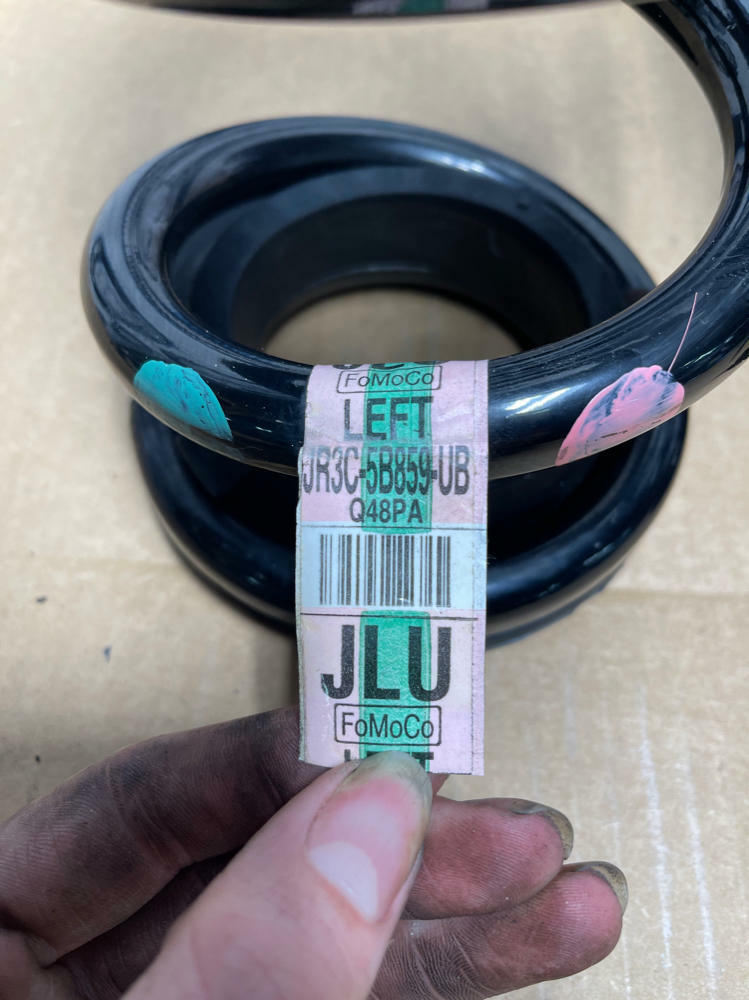 FoMoCo
LEFT
JR3C-5B859-UB
Q48PA
JLU
FoMoCo